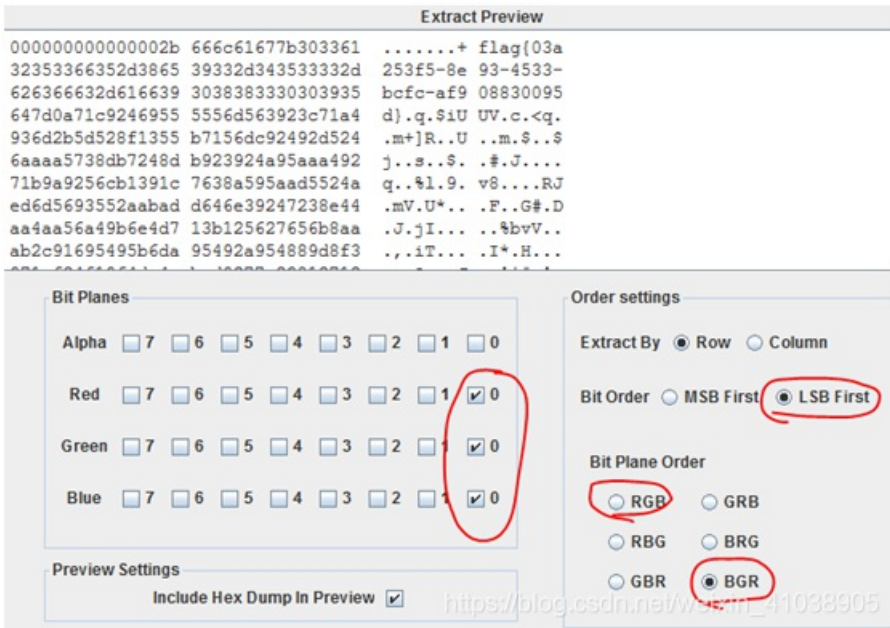 Extract Preview
000000000000002b 666c61677b303361 .......+ flag{03a
32353366352d3865 39332d343533332d 253f5-8e 93-4533-
626366632d616639 3038383330303935 bcfc-af9 08830095
647d0a71c9246955 5556d563923c71a4 d}.q.$iU UV.c.<q.
936d2b5d528f1355 b7156dc92492d524 .m+]R..U ..m.$..$
6aaaa5738db7248d b923924a95aaa492 j..s..$. .#.J....
71b9a9256cb1391c 7638a595aad5524a q..%l.9. v8....RJ
ed6d5693552aabad d646e39247238e44 .mV.U*.. .F..G#.D
aa4aa56a49b6e4d7 13b125627656b8aa .J.jI... ..%bvV..
ab2c91695495b6da 95492a954889d8f3 .,.iT... .I*.H...
Bit Planes
Alpha 7 6 5 4 3 2 1 0
Red 7 6 5 4 3 2 1 0
Green 7 6 5 4 3 2 1 0
Blue 7 6 5 4 3 2 1 0
Preview Settings
Include Hex Dump In Preview
Order settings
Extract By Row Column
Bit Order MSB First LSB First
Bit Plane Order
RGB GRB
RBG BRG
GBR BGR
https://blog.csdn.net/weixin_41038905